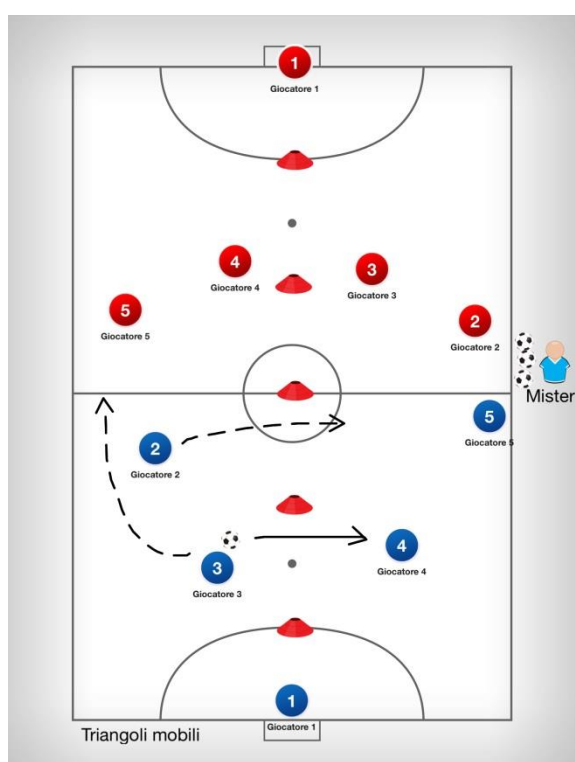 1
Giocatore 1
4
Giocatore 4
3
Giocatore 3
5
Giocatore 5
2
Giocatore 2
Mister
5
Giocatore 5
2
Giocatore 2
4
Giocatore 4
3
Giocatore 3
1
Giocatore 1
Triangoli mobili